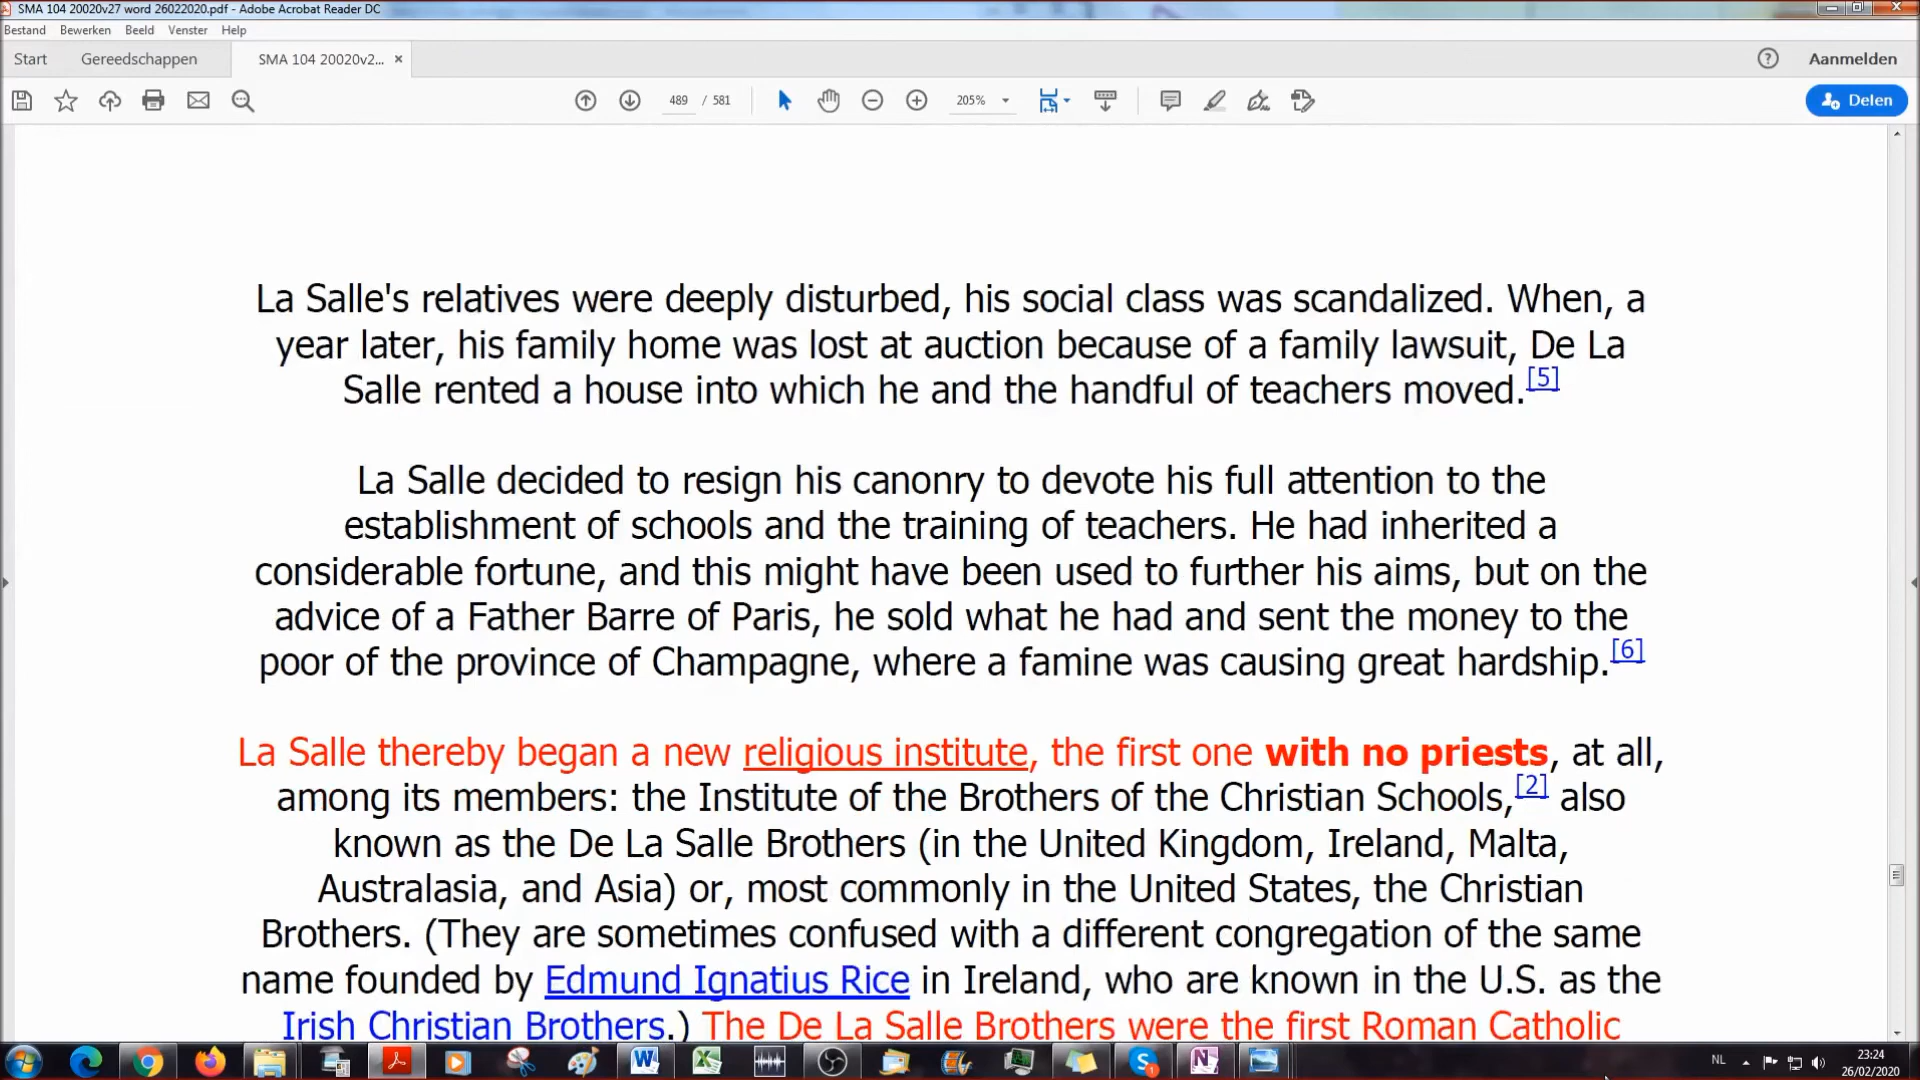 SMA 104 20020v27 word 26022020.pdf - Adobe Acrobat Reader DC
Bestand Bewerken Beeld Venster Help
Start Gereedschappen SMA 104 20020v2... × Aanmelden
489 / 581 205% Delen
La Salle's relatives were deeply disturbed, his social class was scandalized. When, a
year later, his family home was lost at auction because of a family lawsuit, De La
Salle rented a house into which he and the handful of teachers moved.[5]
La Salle decided to resign his canonry to devote his full attention to the
establishment of schools and the training of teachers. He had inherited a
considerable fortune, and this might have been used to further his aims, but on the
advice of a Father Barre of Paris, he sold what he had and sent the money to the
poor of the province of Champagne, where a famine was causing great hardship.[6]
La Salle thereby began a new religious institute, the first one with no priests, at all,
among its members: the Institute of the Brothers of the Christian Schools,[2] also
known as the De La Salle Brothers (in the United Kingdom, Ireland, Malta,
Australasia, and Asia) or, most commonly in the United States, the Christian
Brothers. (They are sometimes confused with a different congregation of the same
name founded by Edmund Ignatius Rice in Ireland, who are known in the U.S. as the
Irish Christian Brothers.) The De La Salle Brothers were the first Roman Catholic
NL 23:24
26/02/2020